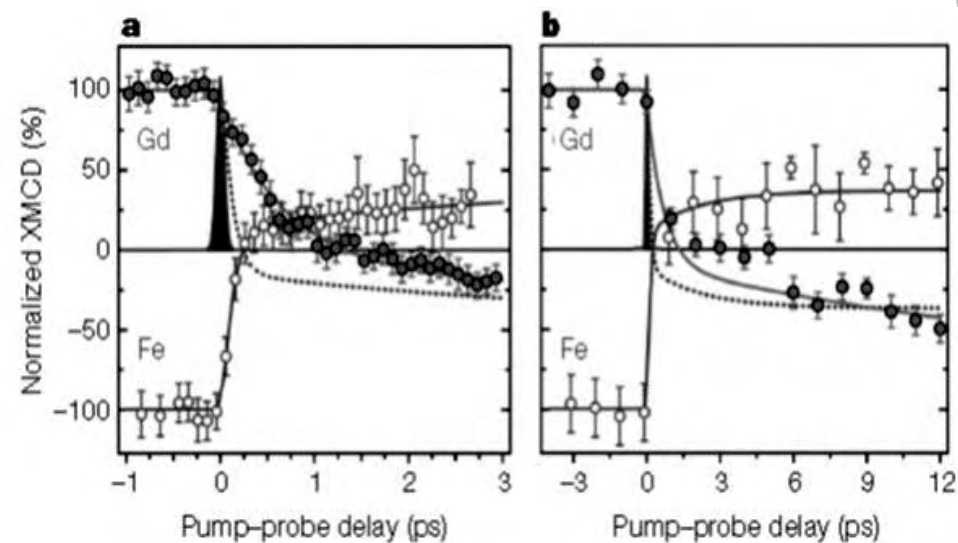 a
b
Normalized XMCD (%)
100
50
0
−50
−100
Gd
Fe
Gd
Fe
−1
0
1
2
3
−3
0
3
6
9
12
Pump–probe delay (ps)
Pump–probe delay (ps)